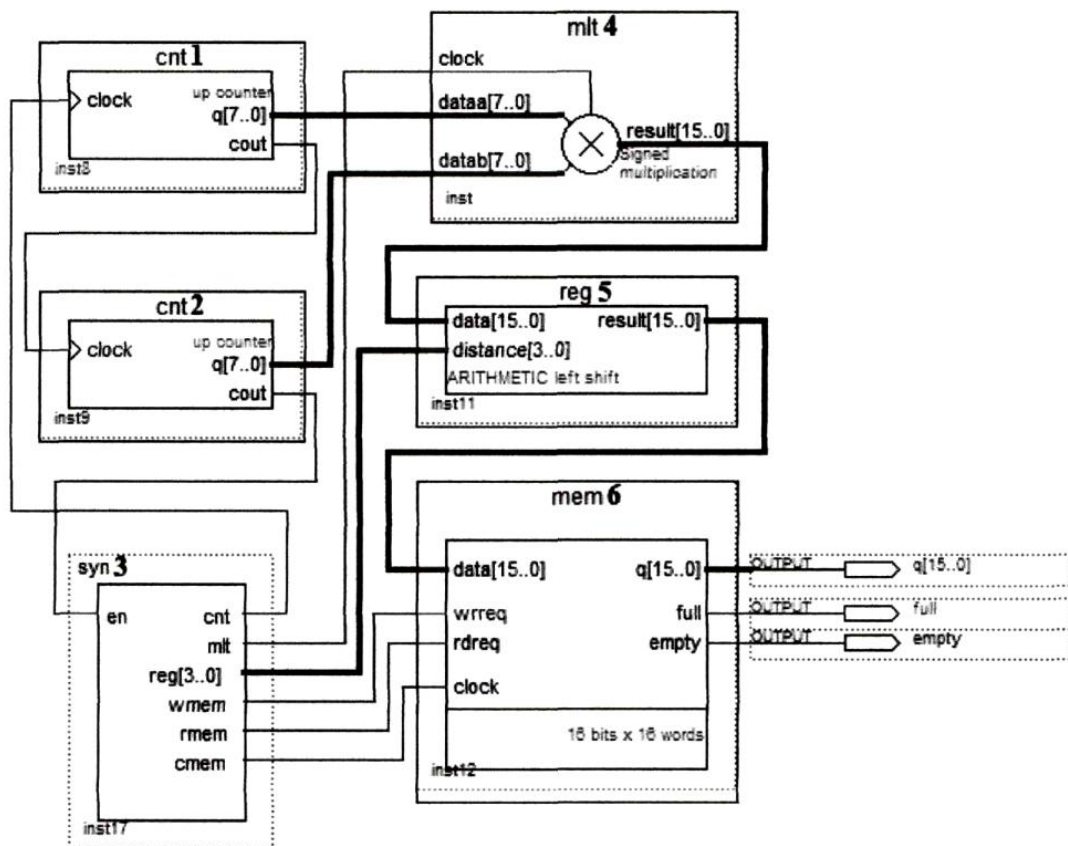 cnt 1
up counter
clock
q[7..0]
cout
inst8
mlt 4
clock
dataa[7..0]
result[15..0]
Signed
multiplication
datab[7..0]
inst
cnt 2
up counter
clock
q[7..0]
cout
inst9
reg 5
data[15..0] result[15..0]
distance[3..0]
ARITHMETIC left shift
inst11
syn 3
en cnt
mlt
reg[3..0]
wmem
rmem
cmem
inst17
mem 6
data[15..0] q[15..0]
wrreq full
rdreq empty
clock
16 bits x 16 words
inst12
OUTPUT q[15..0]
OUTPUT full
OUTPUT empty